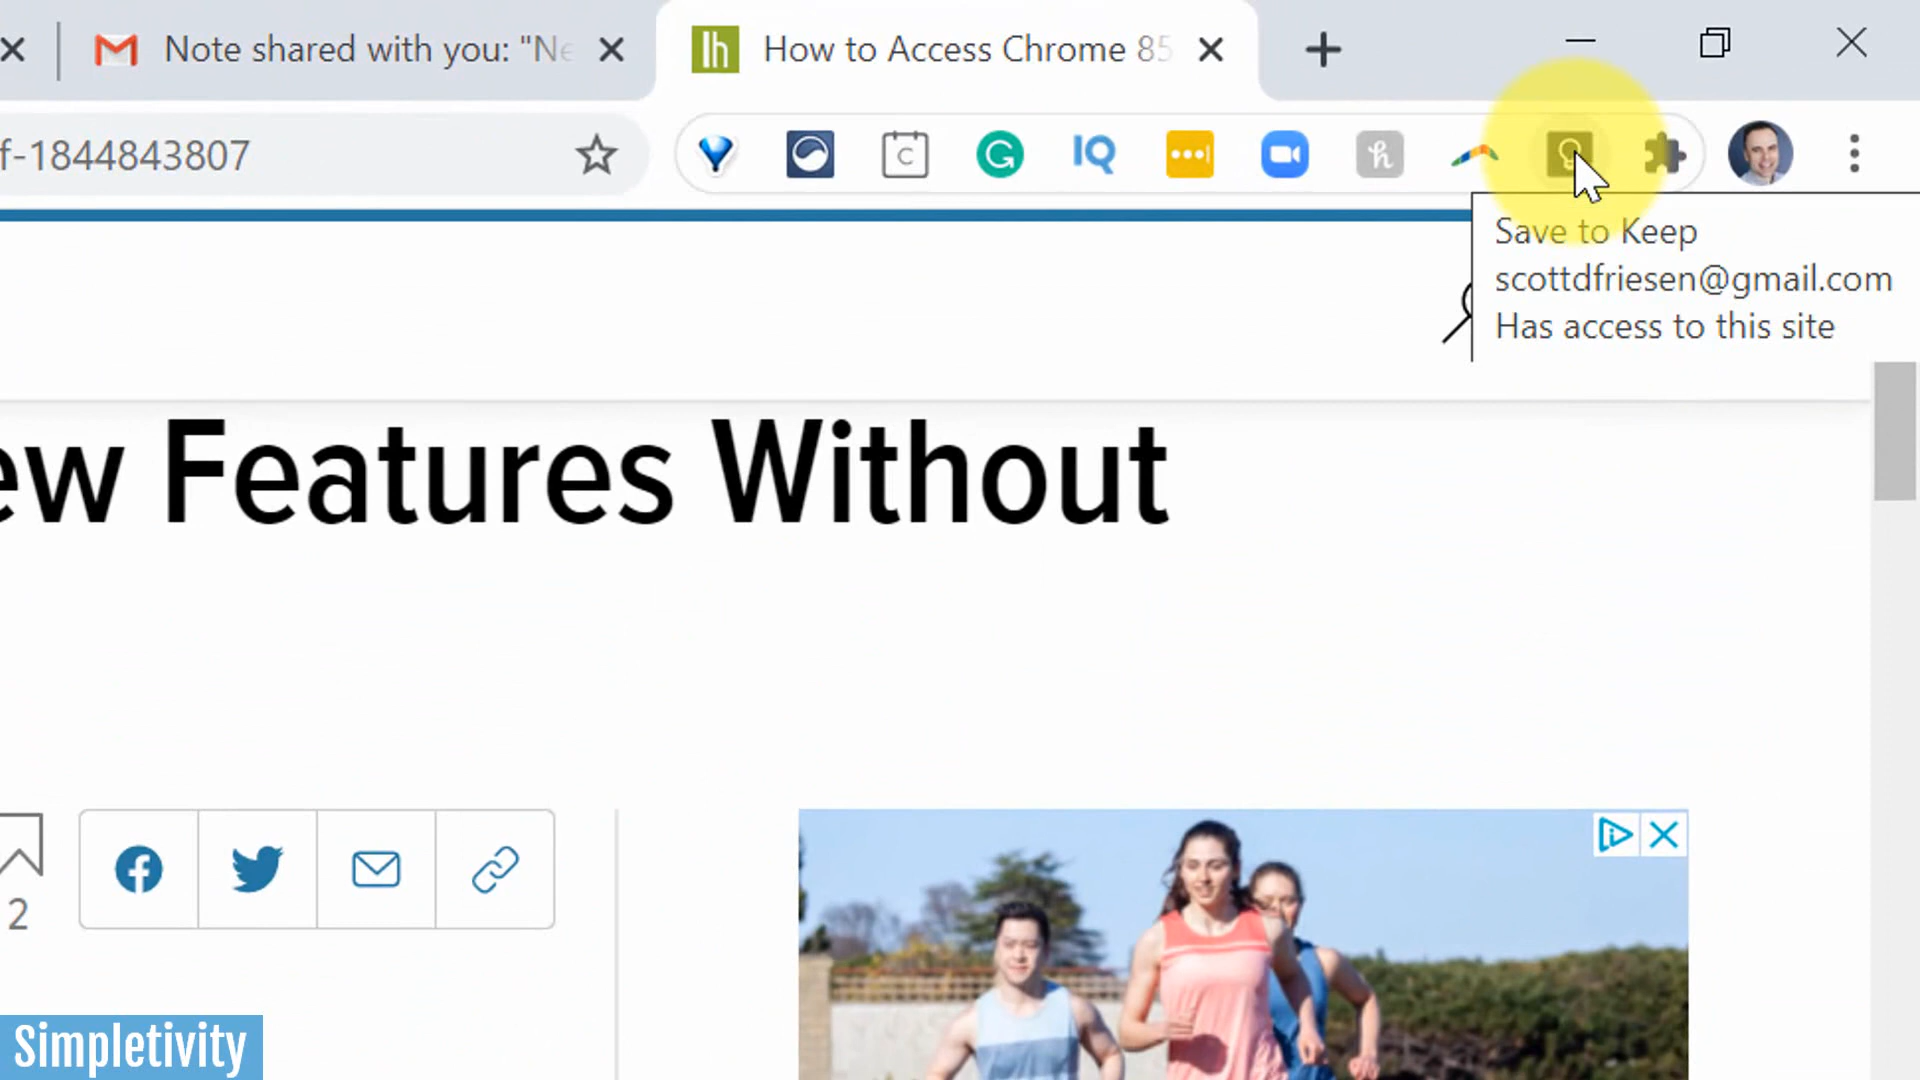 Note shared with you: "Ne
lh How to Access Chrome 85
f-1844843807
C
G
IQ
h
Save to Keep
scottdfriesen@gmail.com
Has access to this site
ew Features Without
2
Simpletivity